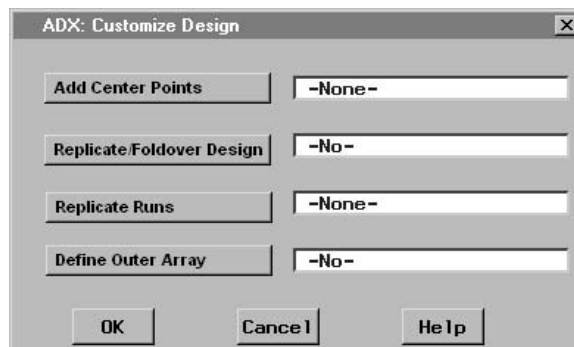 ADX: Customize Design
Add Center Points -None-
Replicate/Foldover Design -No-
Replicate Runs -None-
Define Outer Array -No-
OK Cancel Help